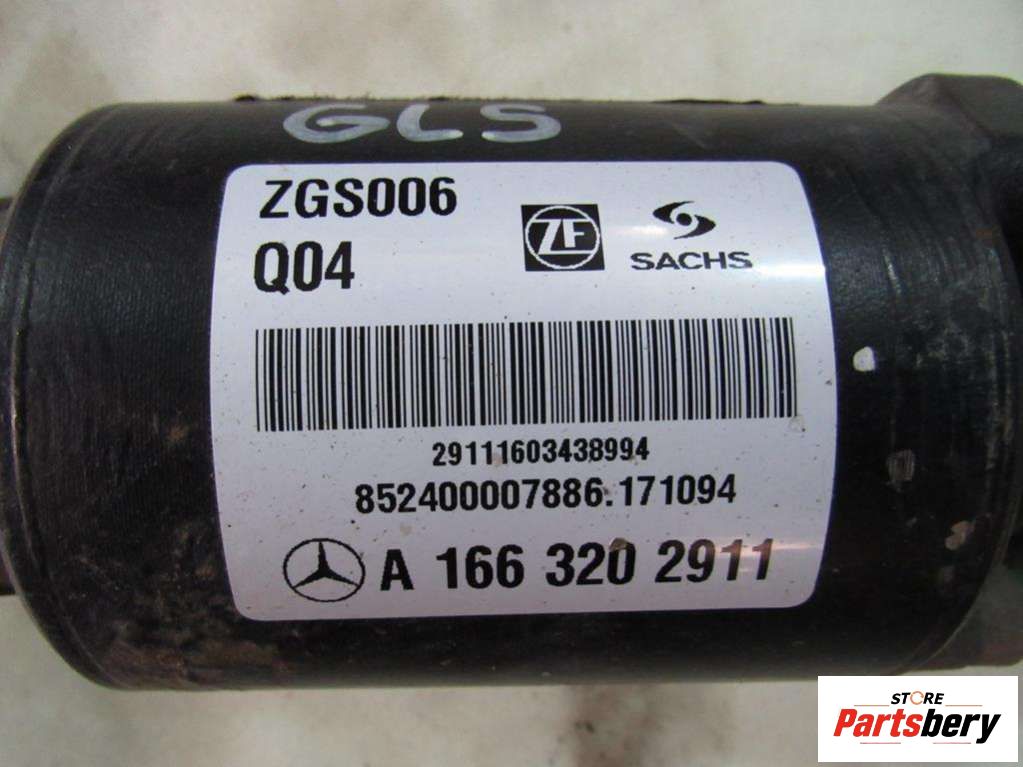 GLS
ZGS006
Q04
ZF
SACHS
29111603438994
852400007886.171094
A 166 320 2911
STORE
Partsbery